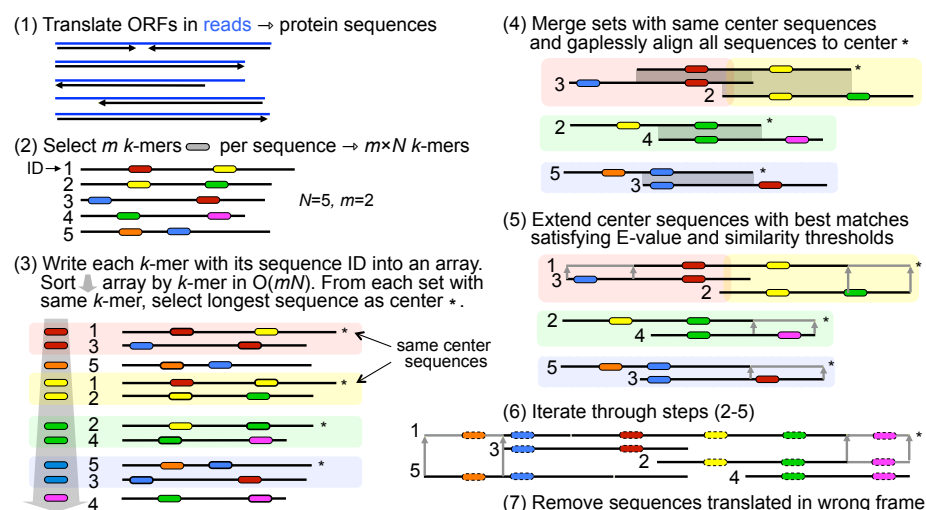 (1) Translate ORFs in reads → protein sequences
(2) Select m k-mers per sequence → m×N k-mers
ID→ 1
2
3
4
5
N=5, m=2
(3) Write each k-mer with its sequence ID into an array.
Sort array by k-mer in O(mN). From each set with
same k-mer, select longest sequence as center *.
1 *
3
5
1 *
2
2 *
4
5 *
3
4
same center
sequences
(4) Merge sets with same center sequences
and gaplessly align all sequences to center *
*
3
2
2 *
4
5 *
3
(5) Extend center sequences with best matches
satisfying E-value and similarity thresholds
1 *
3
2
2 *
4
5 *
3
(6) Iterate through steps (2-5)
1 *
3
2
5 4
(7) Remove sequences translated in wrong frame